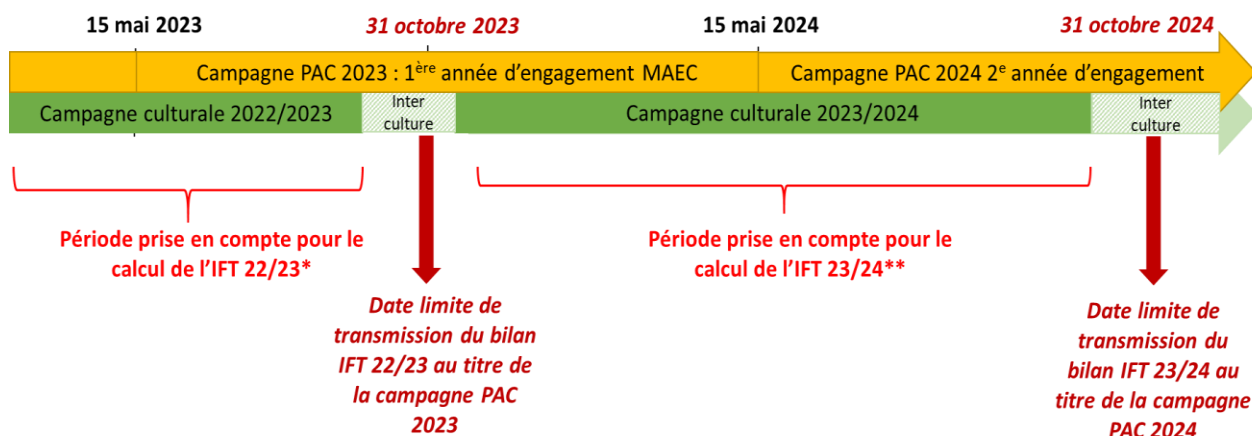 15 mai 2023
31 octobre 2023
15 mai 2024
31 octobre 2024
Campagne PAC 2023 : 1ère année d’engagement MAEC
Campagne PAC 2024 2e année d’engagement
Campagne culturale 2022/2023
Inter
culture
Campagne culturale 2023/2024
Inter
culture
Période prise en compte pour le
calcul de l’IFT 22/23*
Période prise en compte pour le
calcul de l’IFT 23/24**
Date limite de
transmission du bilan
IFT 22/23 au titre de
la campagne PAC
2023
Date limite de
transmission du
bilan IFT 23/24 au
titre de la campagne
PAC 2024